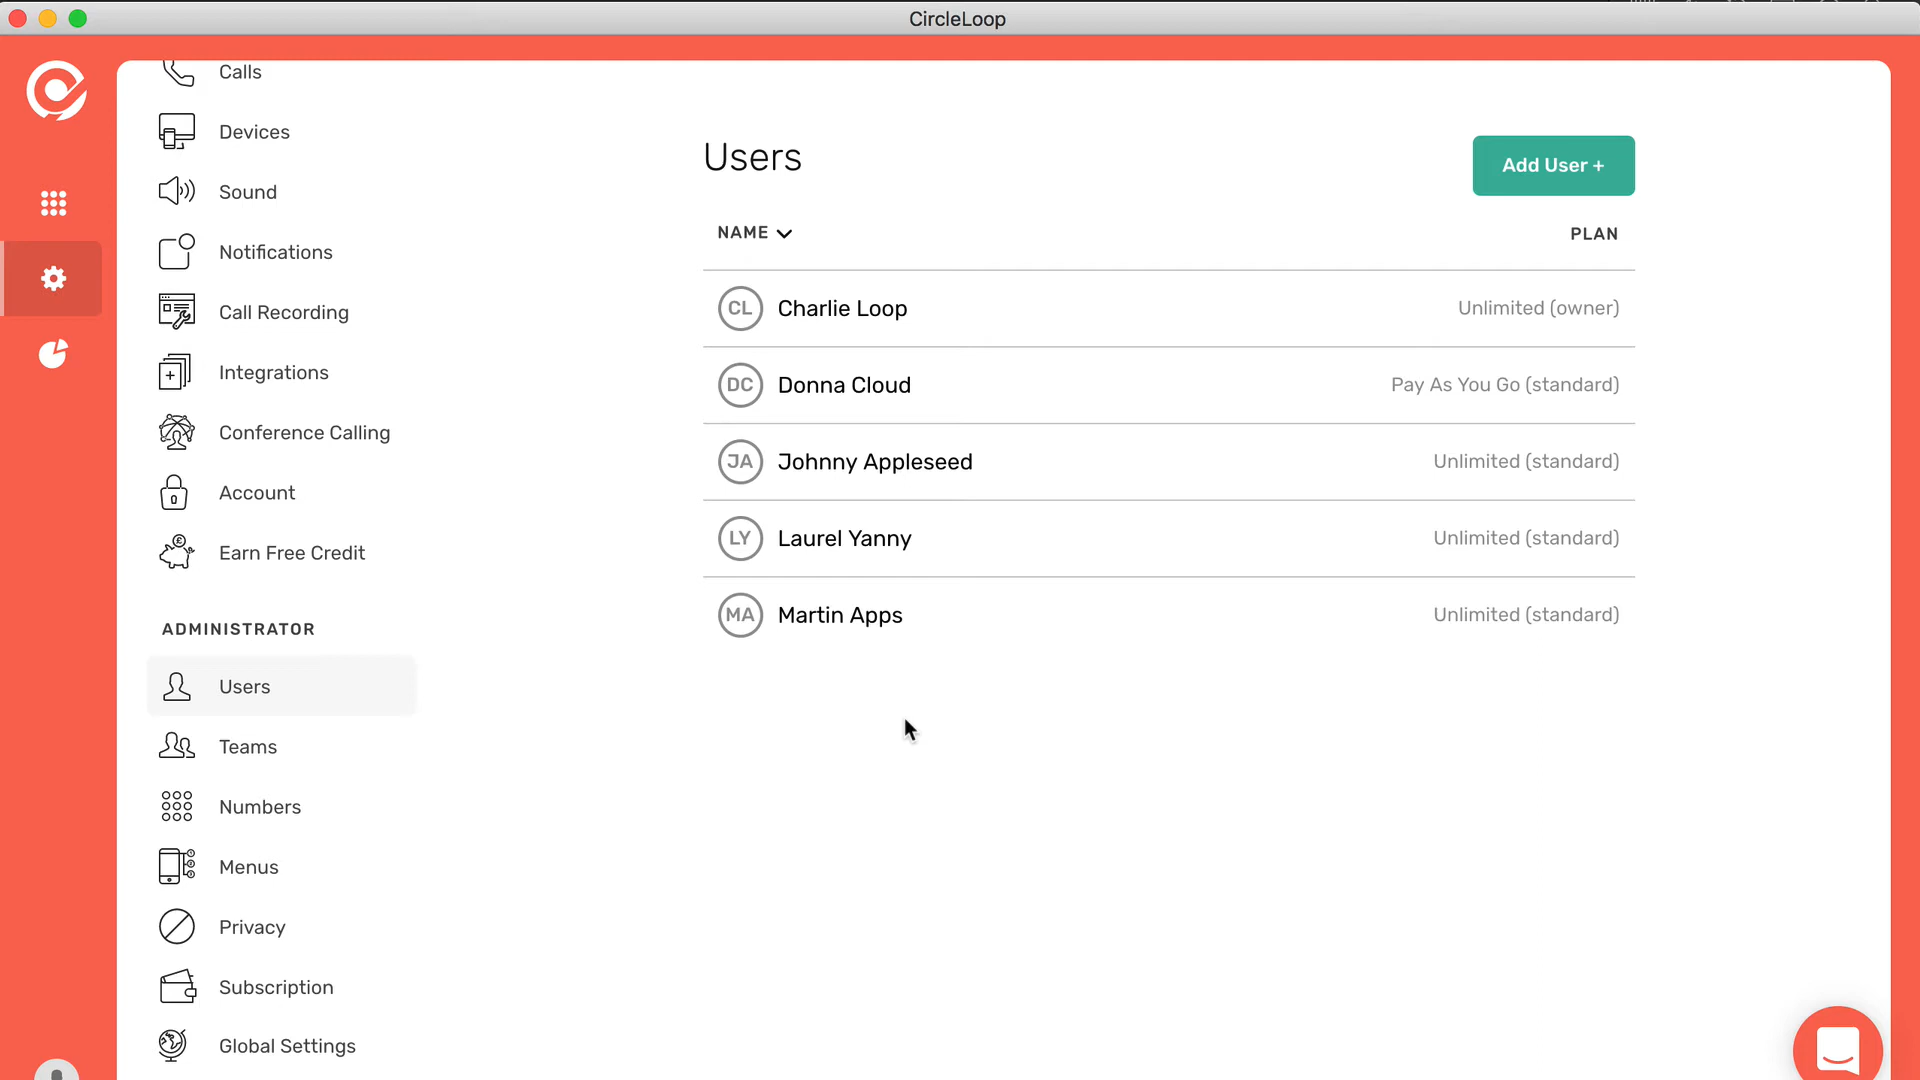 CircleLoop
Calls
Devices
Sound
Notifications
Call Recording
Integrations
Conference Calling
Account
Earn Free Credit
ADMINISTRATOR
Users
Teams
Numbers
Menus
Privacy
Subscription
Global Settings
Users
Add User +
NAME PLAN
CL Charlie Loop Unlimited (owner)
DC Donna Cloud Pay As You Go (standard)
JA Johnny Appleseed Unlimited (standard)
LY Laurel Yanny Unlimited (standard)
MA Martin Apps Unlimited (standard)